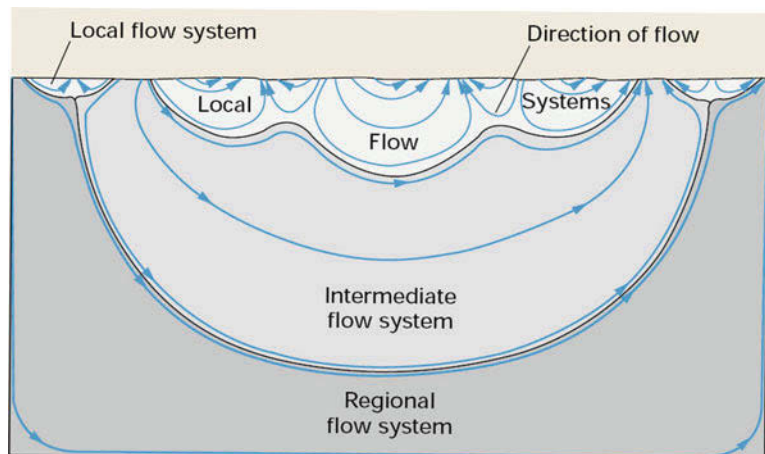 Local flow system
Direction of flow
Local
Systems
Flow
Intermediate
flow system
Regional
flow system